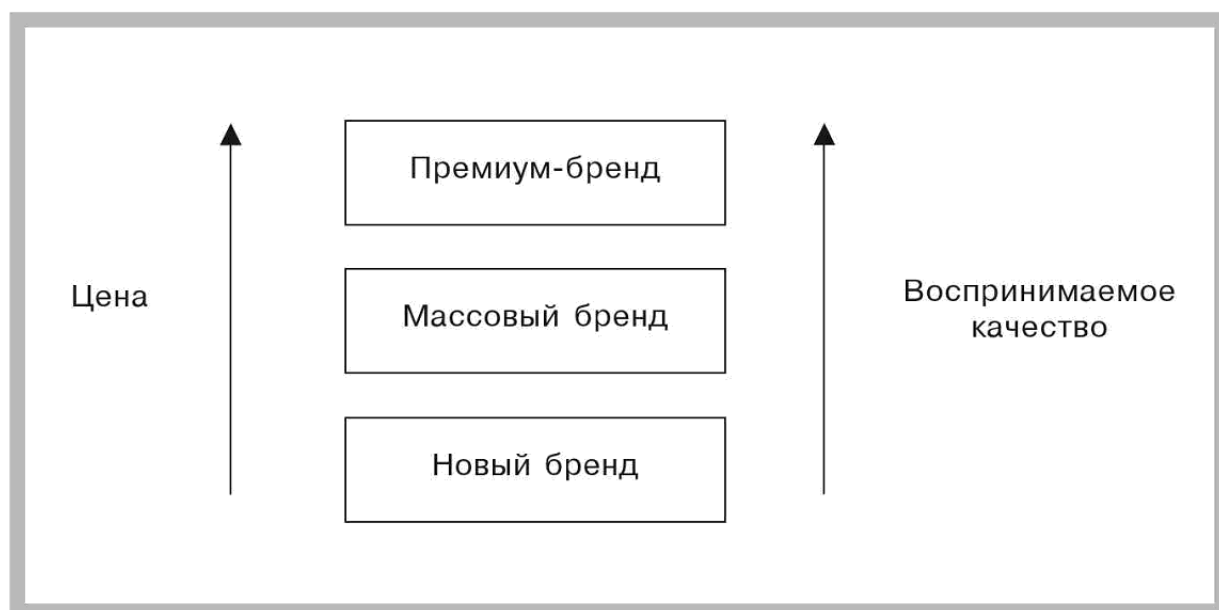 Премиум-бренд
Цена
Массовый бренд
Воспринимаемое
качество
Новый бренд